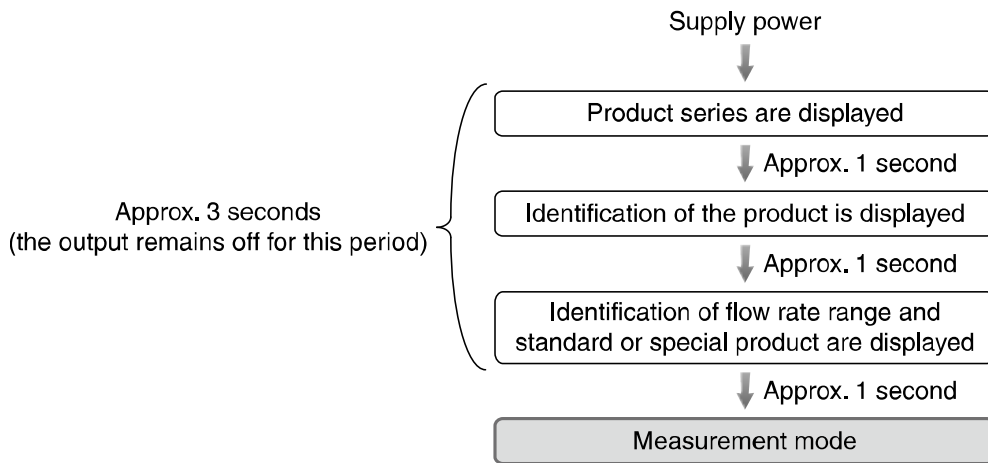 Supply power
Product series are displayed
Approx. 1 second
Approx. 3 seconds
(the output remains off for this period)
Identification of the product is displayed
Approx. 1 second
Identification of flow rate range and
standard or special product are displayed
Approx. 1 second
Measurement mode